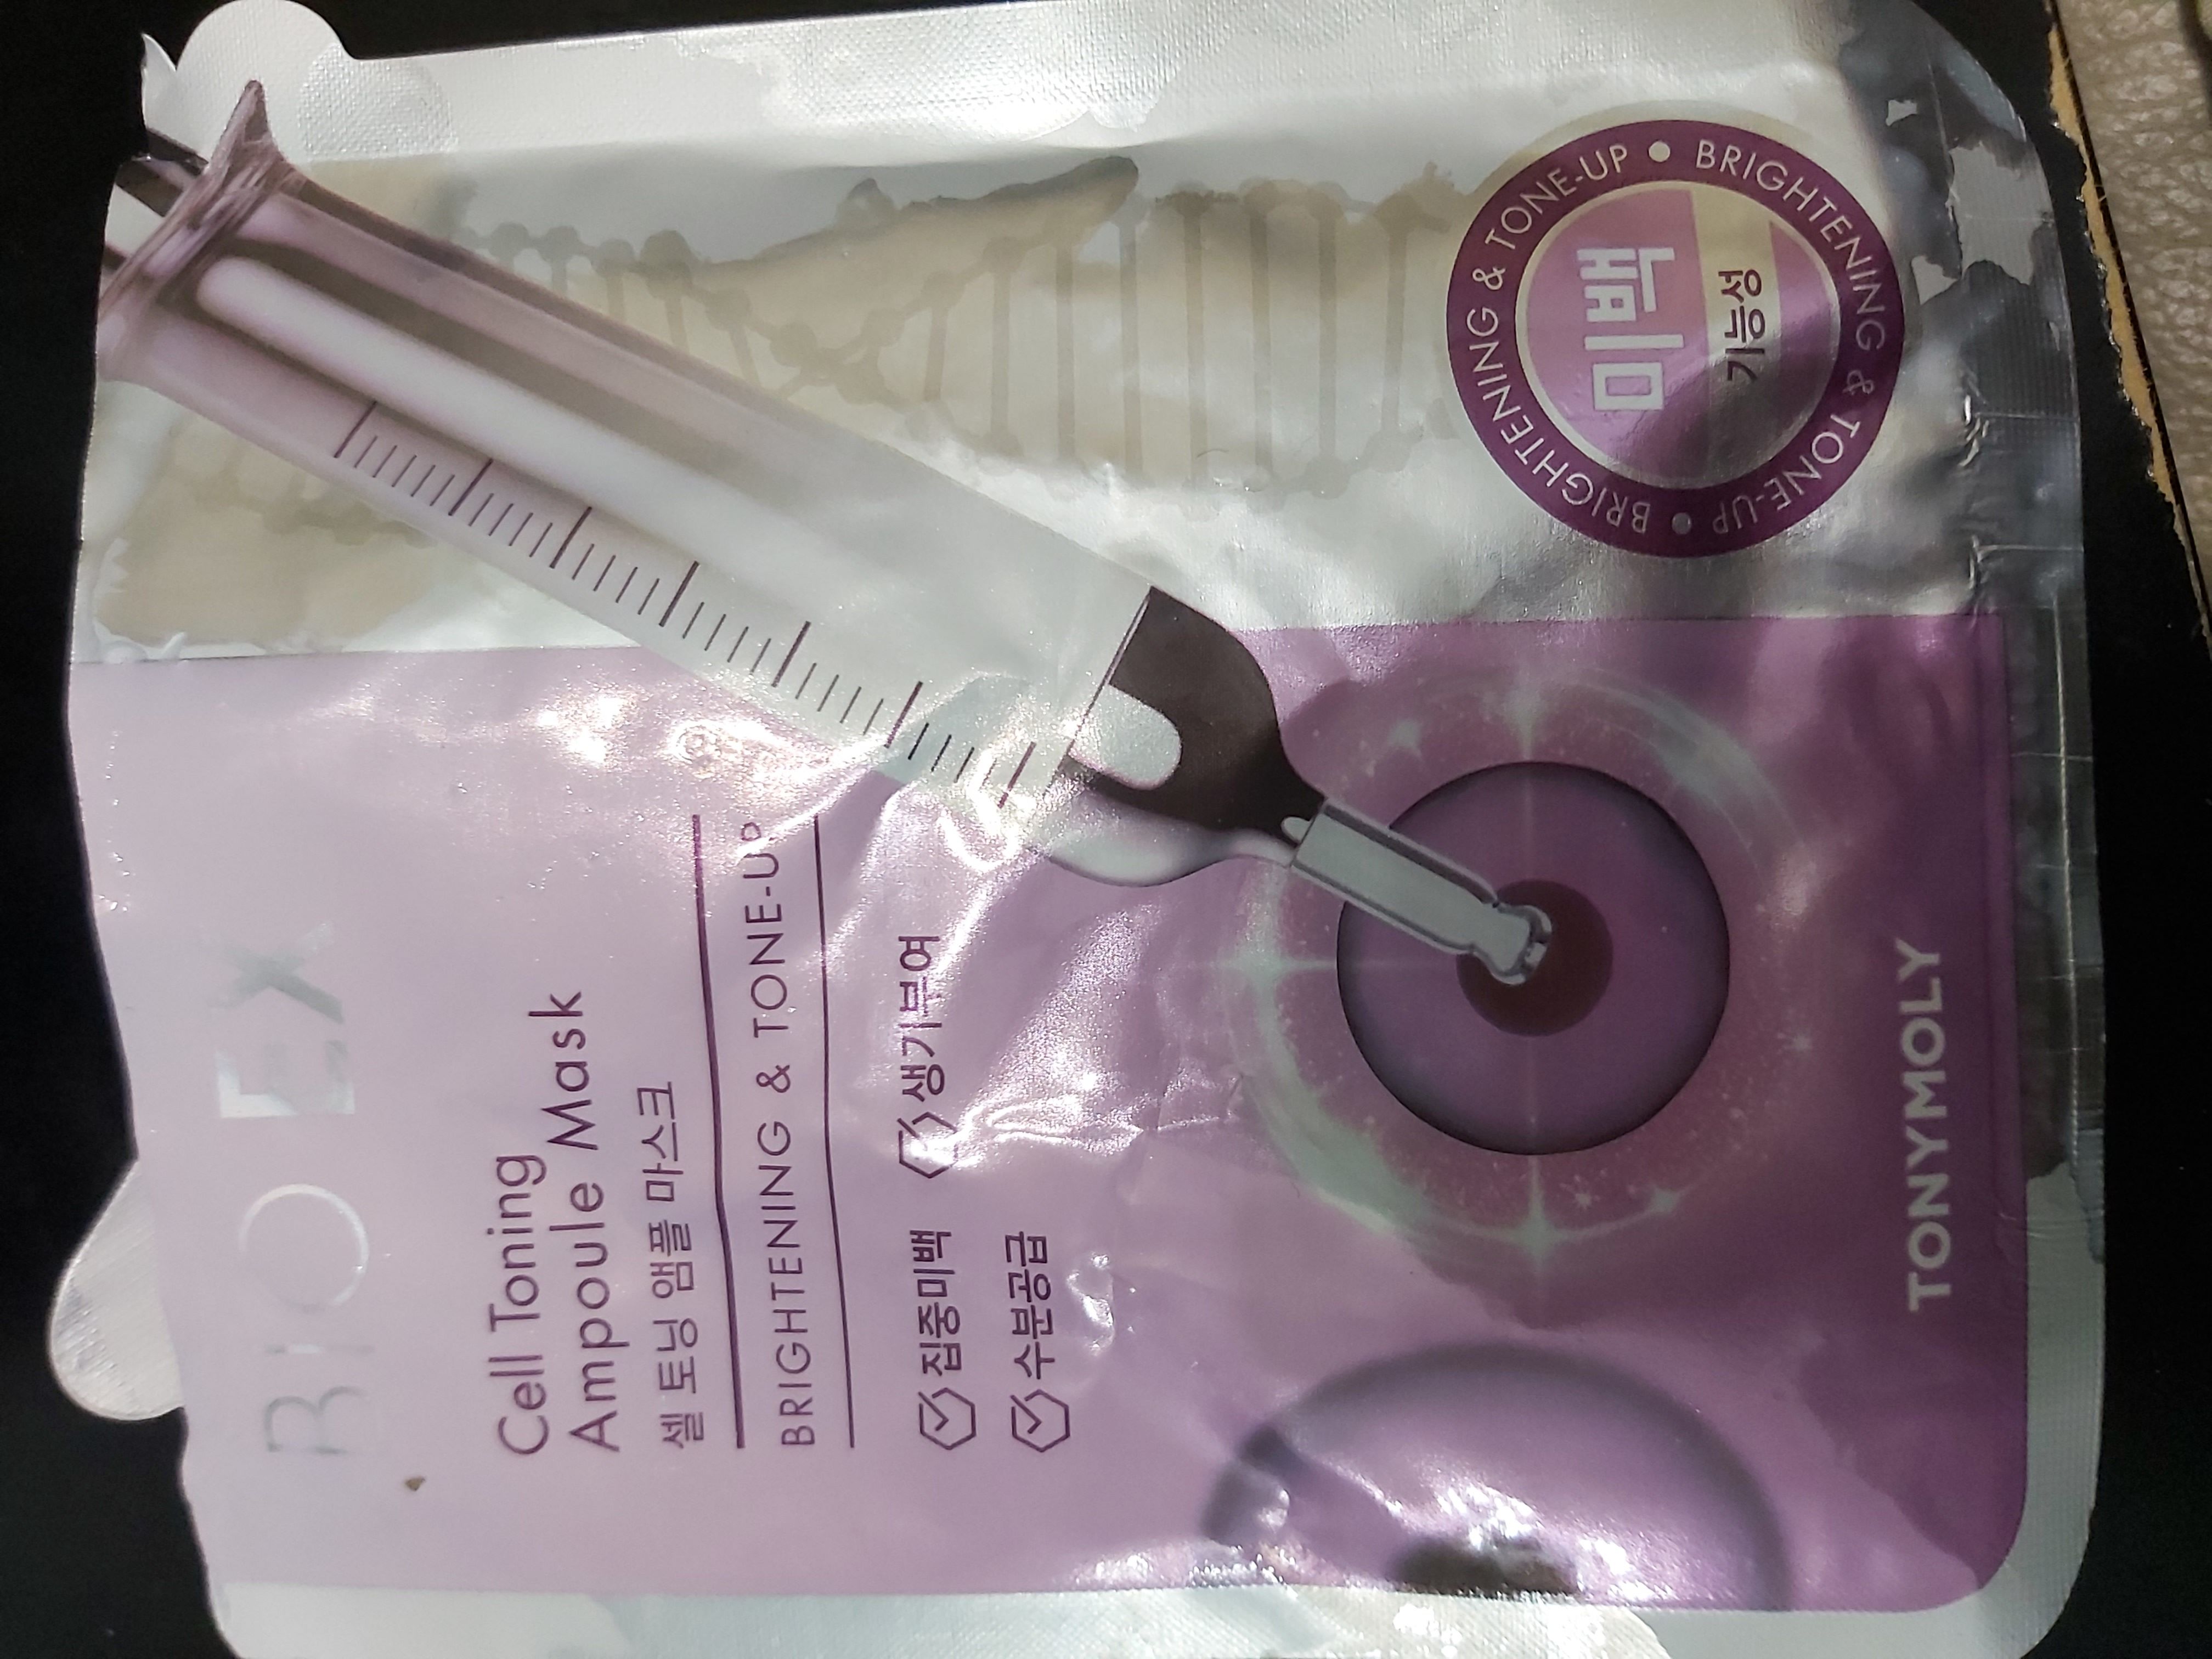 BIO EX
Cell Toning
Ampoule Mask
셀 토닝 앰플 마스크
BRIGHTENING & TONE-UP
집중미백
생기부여
수분공급
BRIGHTENING & TONE-UP • BRIGHTENING & TONE-UP •
미백
기능성
TONYMOLY